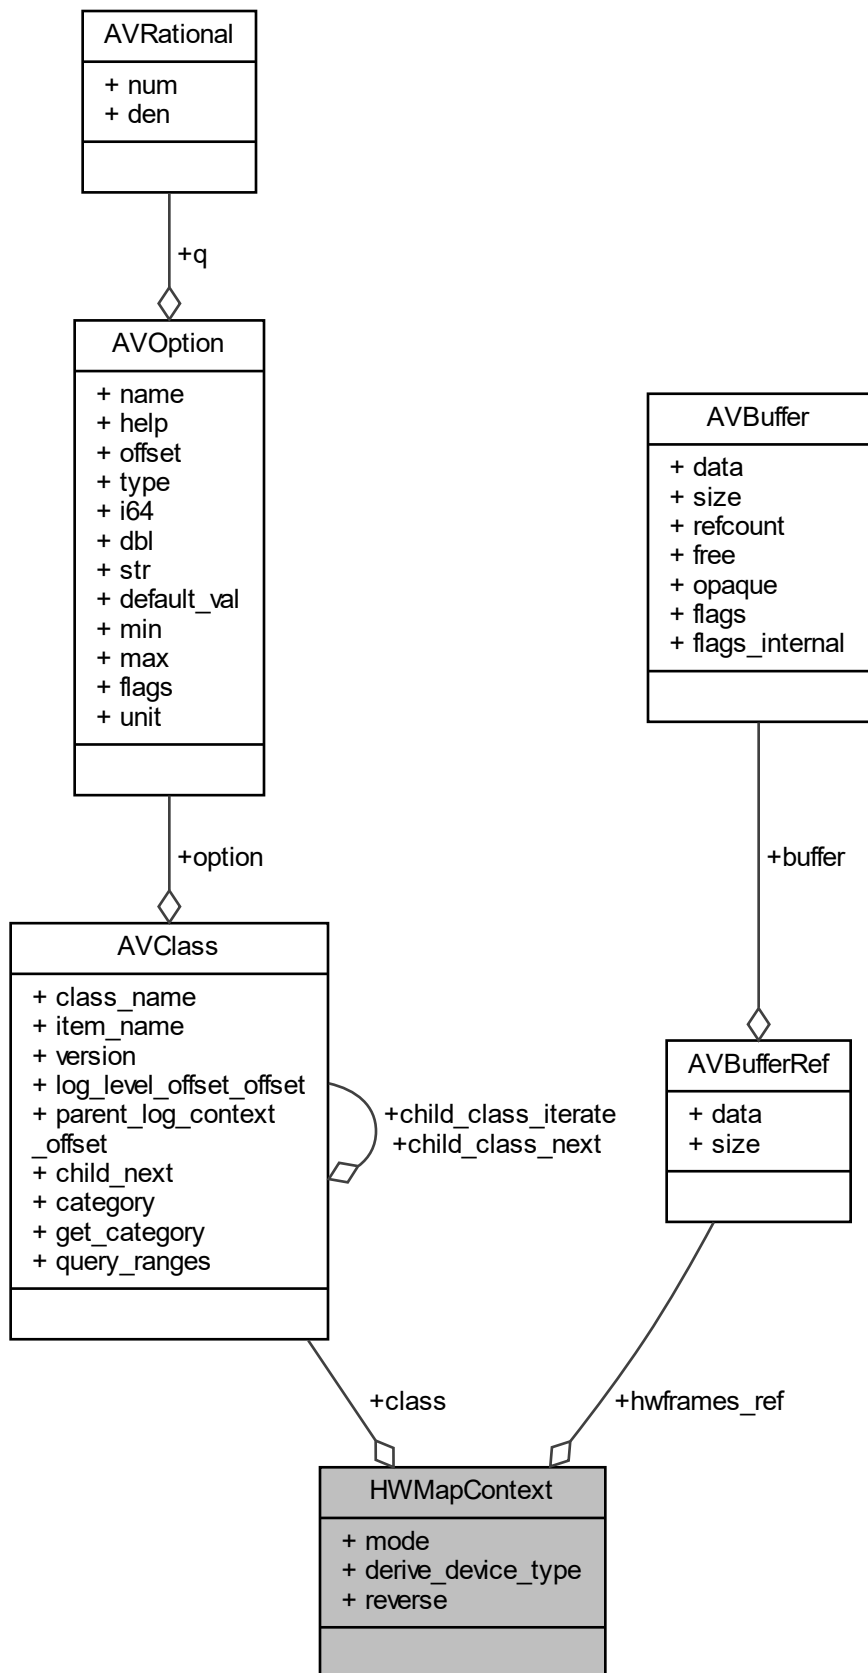 AVRational
+ num
+ den
+q
AVOption
+ name
+ help
+ offset
+ type
+ i64
+ dbl
+ str
+ default_val
+ min
+ max
+ flags
+ unit
AVBuffer
+ data
+ size
+ refcount
+ free
+ opaque
+ flags
+ flags_internal
+option
+buffer
AVClass
+ class_name
+ item_name
+ version
+ log_level_offset_offset
+ parent_log_context
_offset
+ child_next
+ category
+ get_category
+ query_ranges
+child_class_iterate
+child_class_next
AVBufferRef
+ data
+ size
+class
+hwframes_ref
HWMapContext
+ mode
+ derive_device_type
+ reverse